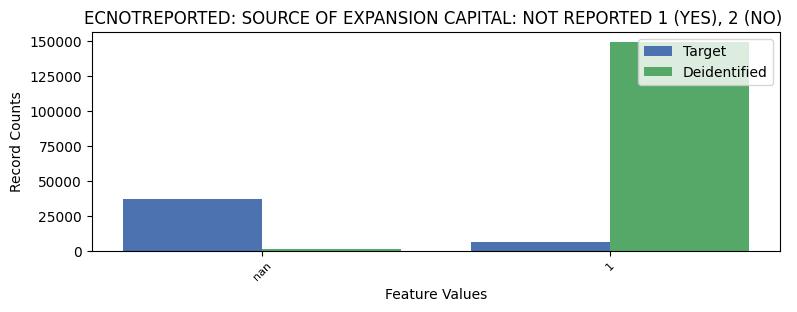 ECNOTREPORTED: SOURCE OF EXPANSION CAPITAL: NOT REPORTED 1 (YES), 2 (NO)
Target
Deidentified
150000
125000
100000
75000
50000
25000
0
Record Counts
nan
1
Feature Values